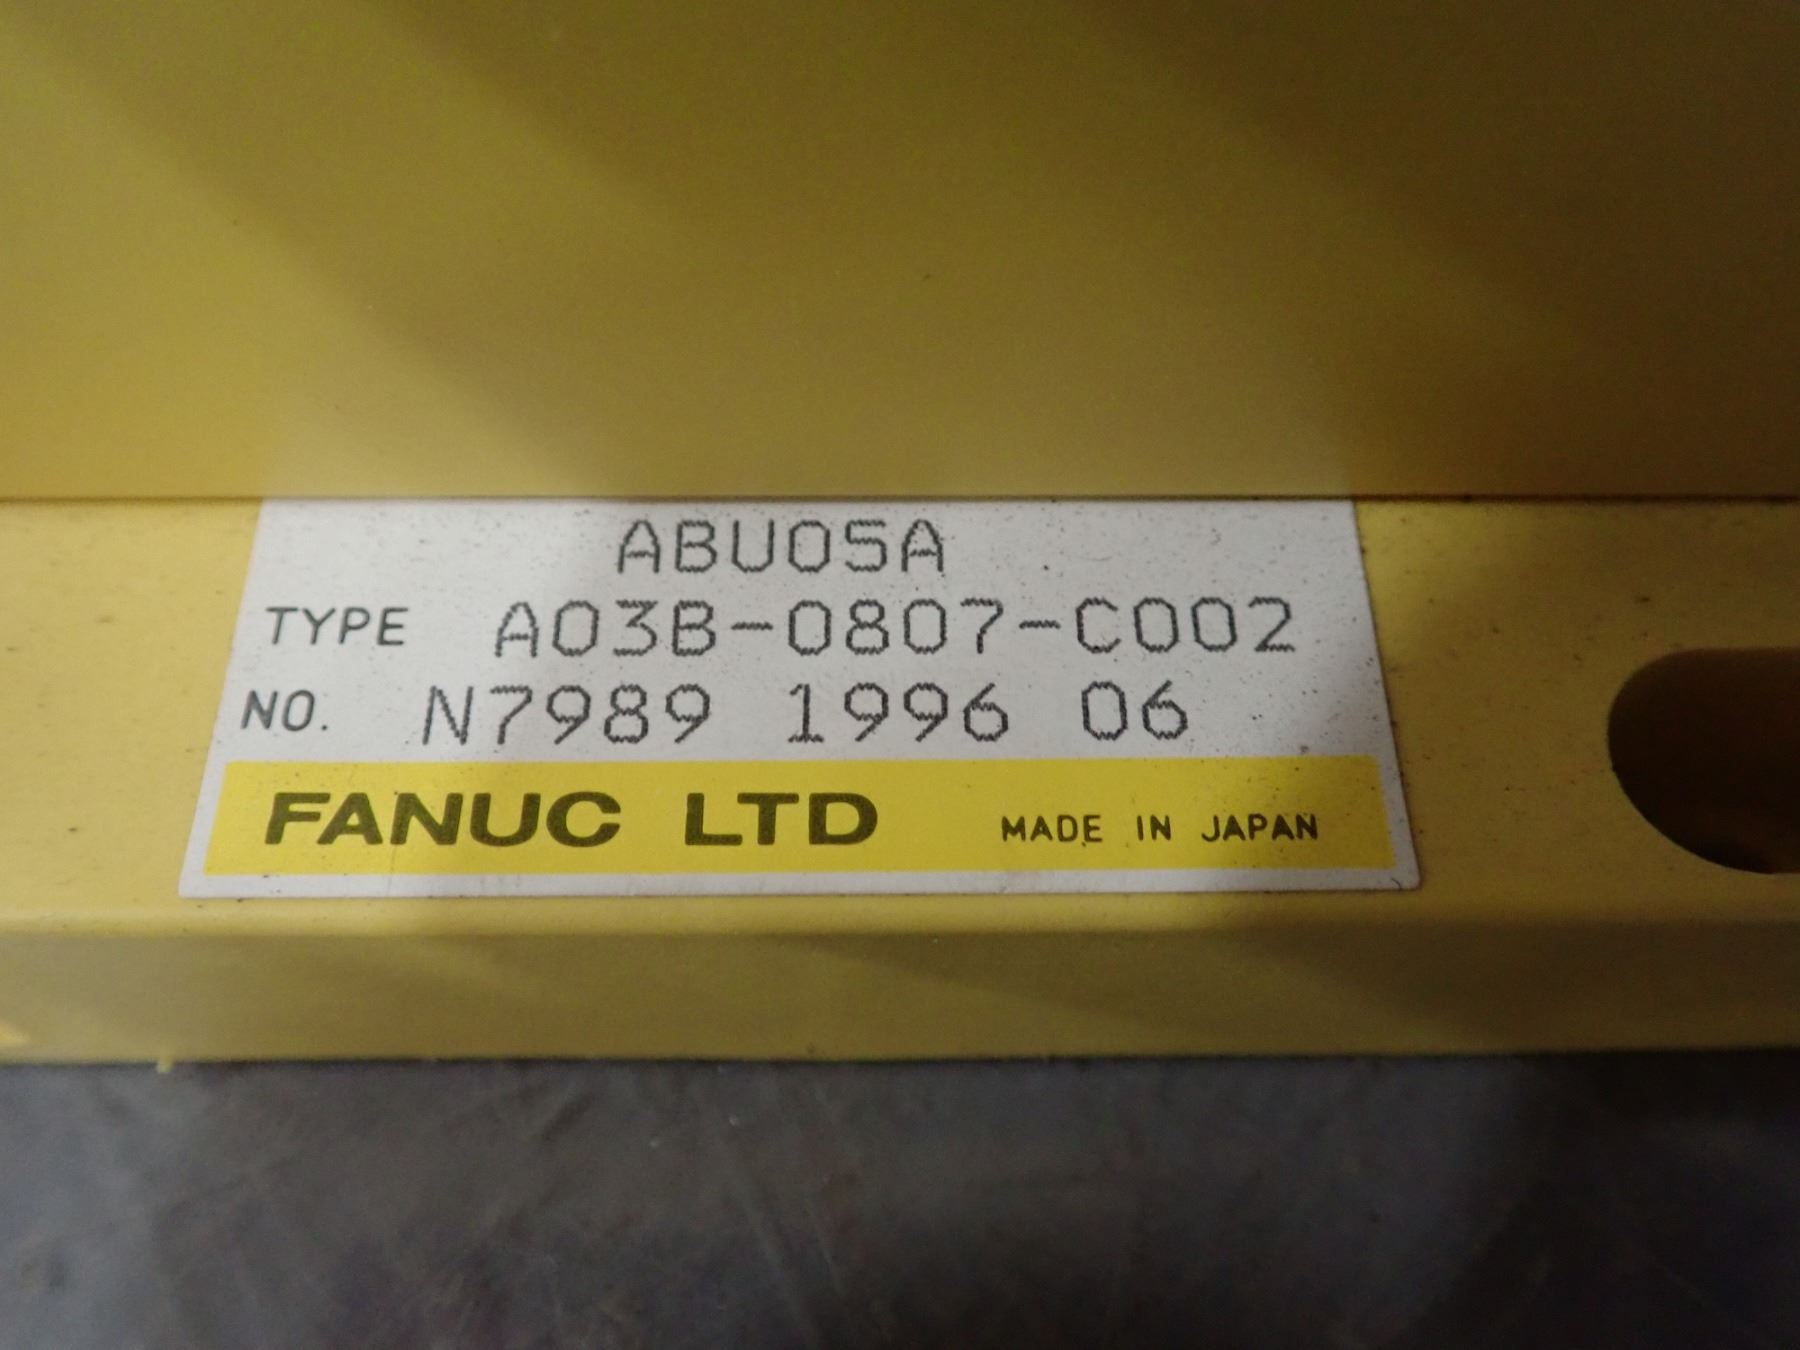 ABU05A
TYPE A03B-0807-C002
NO. N7989 1996 06
FANUC LTD MADE IN JAPAN